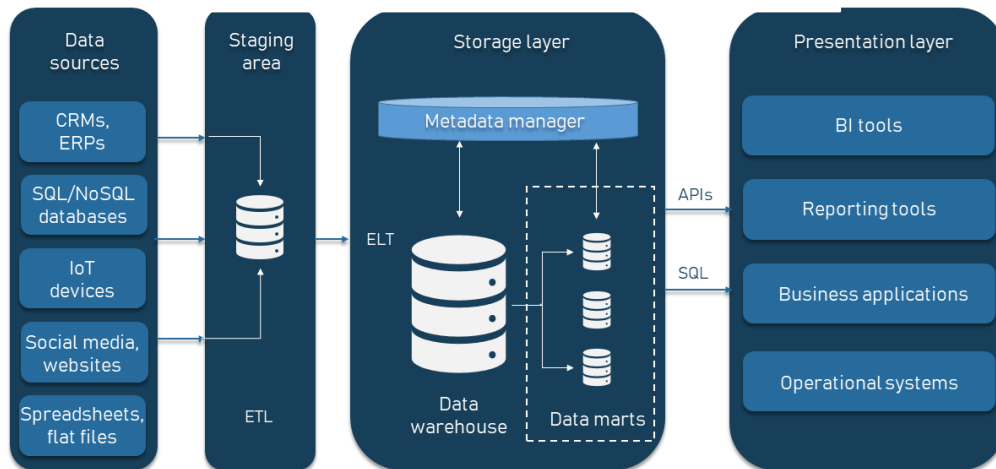 Data
sources
CRMs,
ERPs
SQL/NoSQL
databases
IoT
devices
Social media,
websites
Spreadsheets,
flat files
Staging
area
ETL
Storage layer
Metadata manager
ELT
Data
warehouse
Data marts
APIs
SQL
Presentation layer
BI tools
Reporting tools
Business applications
Operational systems